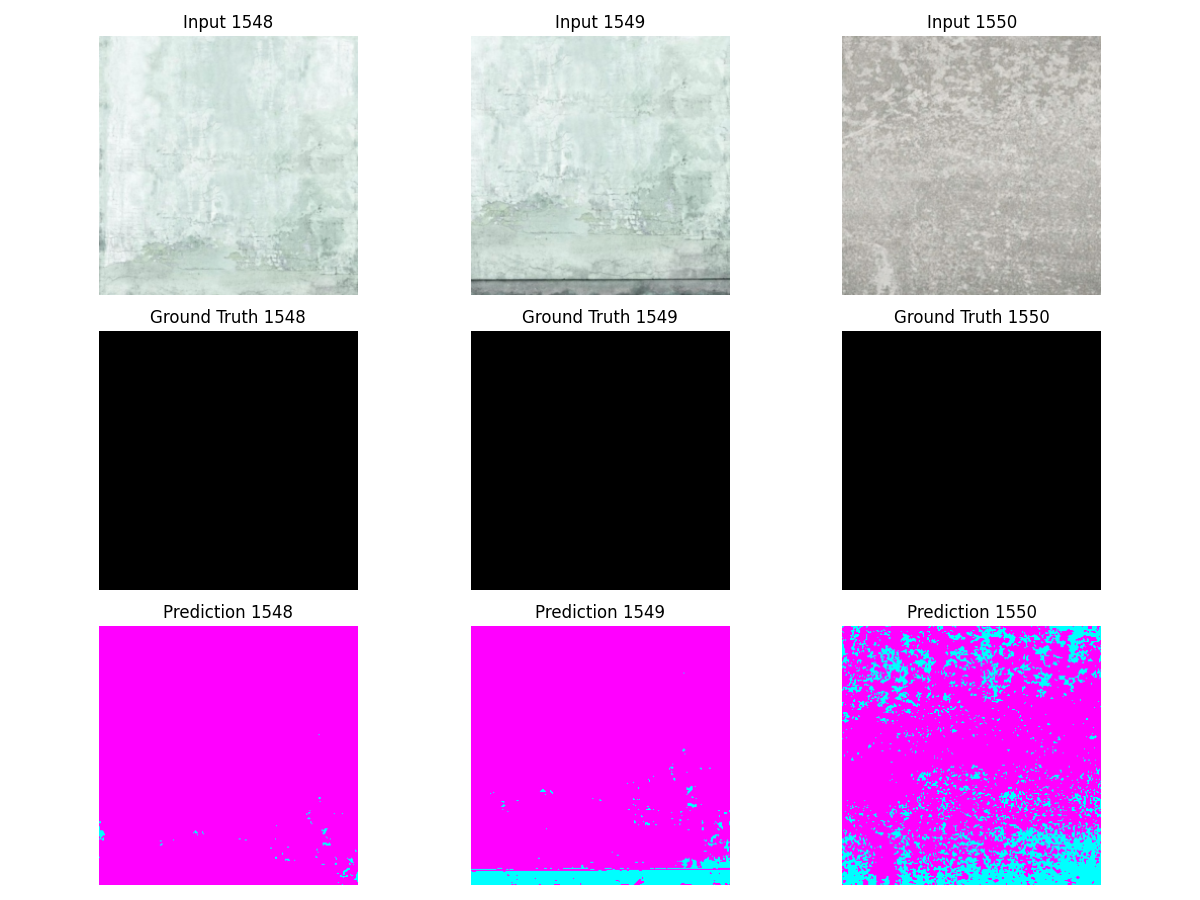 Input 1548
Input 1549
Input 1550
Ground Truth 1548
Ground Truth 1549
Ground Truth 1550
Prediction 1548
Prediction 1549
Prediction 1550